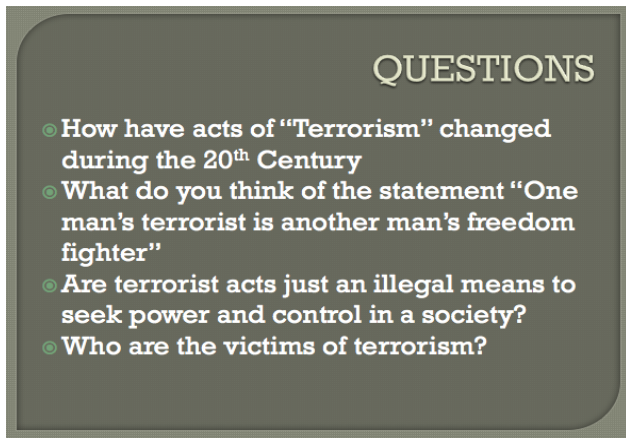 QUESTIONS
How have acts of “Terrorism” changed
during the 20th Century
What do you think of the statement “One
man’s terrorist is another man’s freedom
fighter”
Are terrorist acts just an illegal means to
seek power and control in a society?
Who are the victims of terrorism?